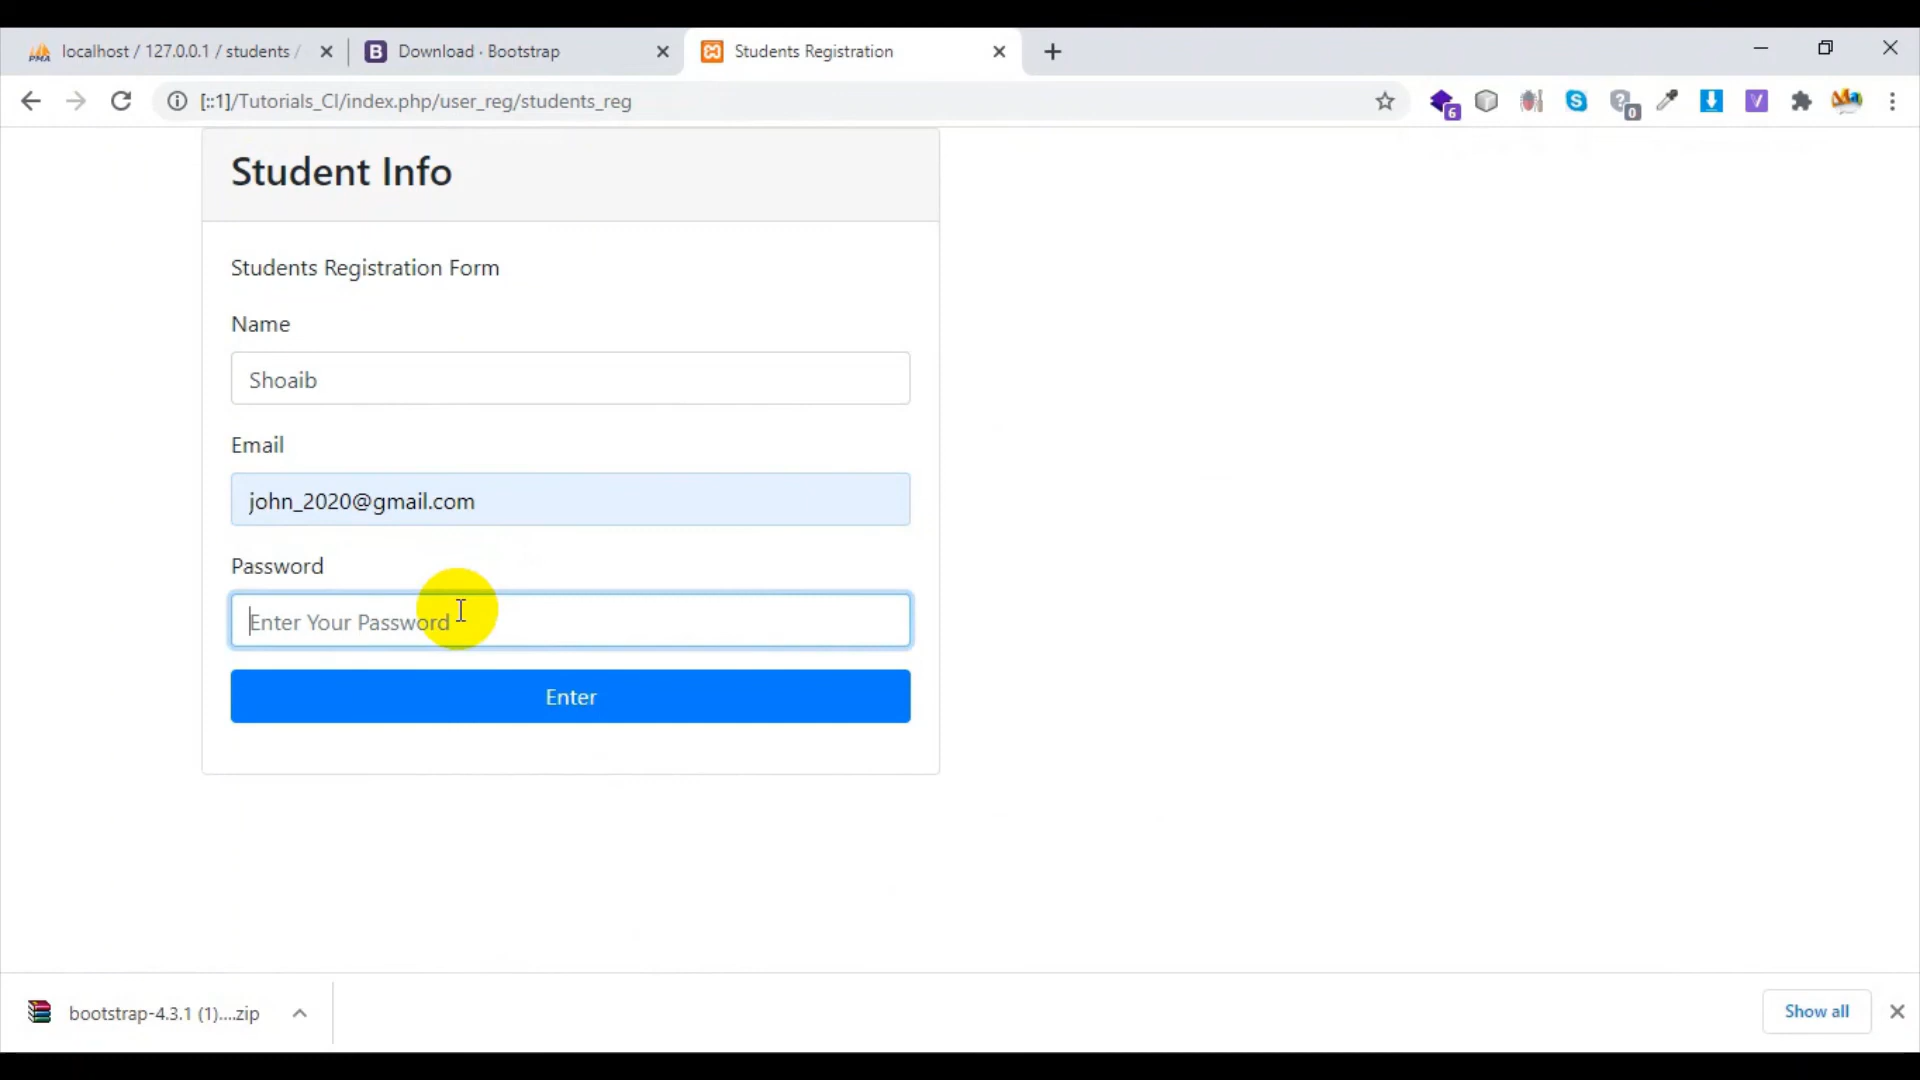 localhost / 127.0.0.1 / students /
Download · Bootstrap
Students Registration
[::1]/Tutorials_CI/index.php/user_reg/students_reg
6
0
V
Student Info
Students Registration Form
Name
Shoaib
Email
john_2020@gmail.com
Password
Enter Your Password
Enter
bootstrap-4.3.1 (1)....zip
Show all